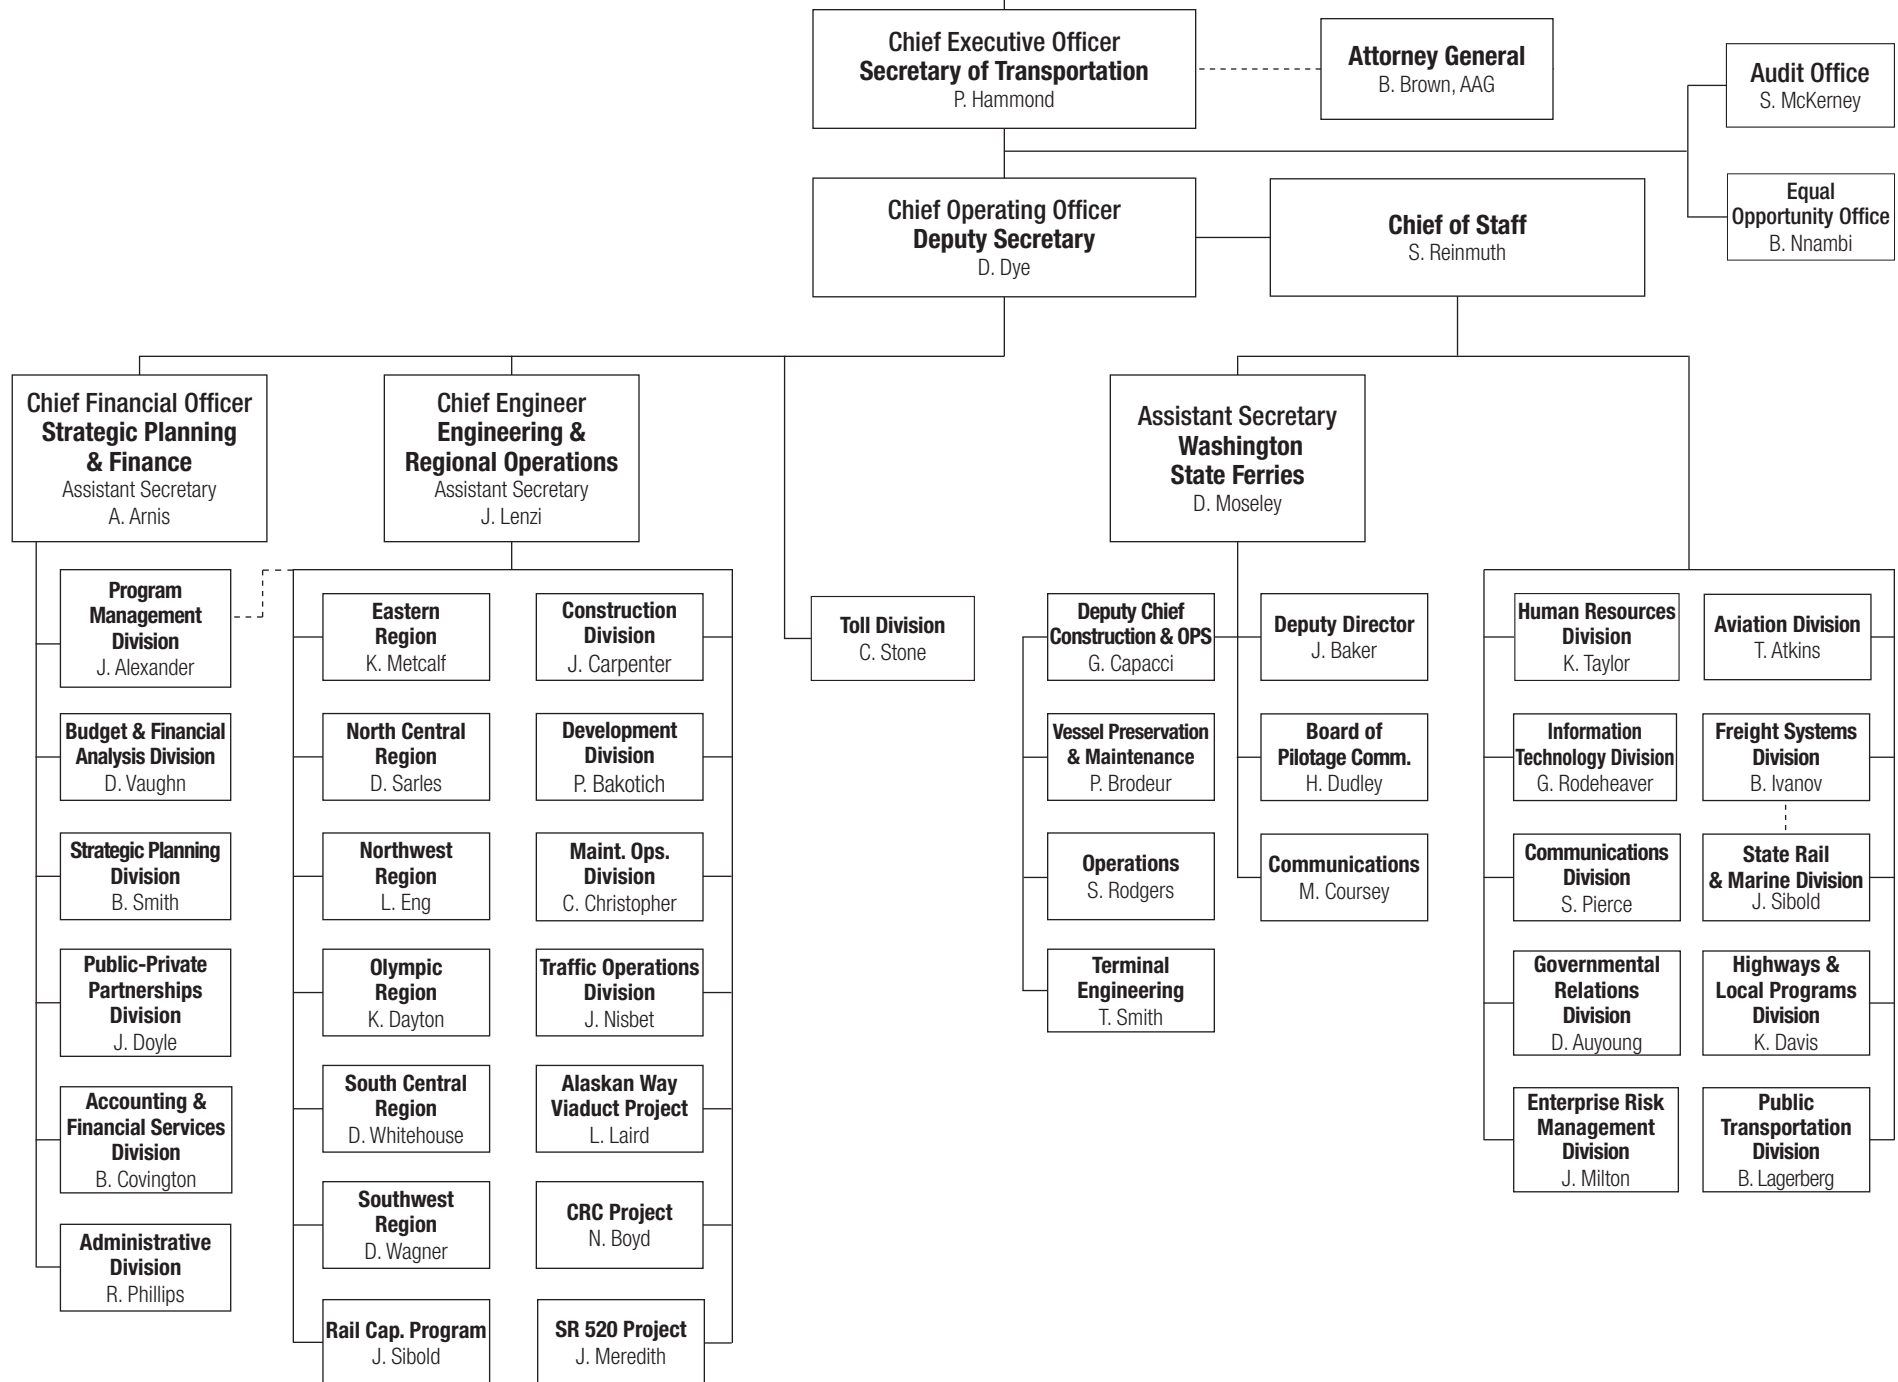 Chief Executive Officer
Secretary of Transportation
P. Hammond
Attorney General
B. Brown, AAG
Audit Office
S. McKerney
Equal
Opportunity Office
B. Nnambi
Chief Operating Officer
Deputy Secretary
D. Dye
Chief of Staff
S. Reinmuth
Chief Financial Officer
Strategic Planning
& Finance
Assistant Secretary
A. Arnis
Chief Engineer
Engineering &
Regional Operations
Assistant Secretary
J. Lenzi
Assistant Secretary
Washington
State Ferries
D. Moseley
Program
Management
Division
J. Alexander
Budget & Financial
Analysis Division
D. Vaughn
Strategic Planning
Division
B. Smith
Public-Private
Partnerships
Division
J. Doyle
Accounting &
Financial Services
Division
B. Covington
Administrative
Division
R. Phillips
Eastern
Region
K. Metcalf
North Central
Region
D. Sarles
Northwest
Region
L. Eng
Olympic
Region
K. Dayton
South Central
Region
D. Whitehouse
Southwest
Region
D. Wagner
Rail Cap. Program
J. Sibold
Construction
Division
J. Carpenter
Development
Division
P. Bakotich
Maint. Ops.
Division
C. Christopher
Traffic Operations
Division
J. Nisbet
Alaskan Way
Viaduct Project
L. Laird
CRC Project
N. Boyd
SR 520 Project
J. Meredith
Toll Division
C. Stone
Deputy Chief
Construction & OPS
G. Capacci
Vessel Preservation
& Maintenance
P. Brodeur
Operations
S. Rodgers
Terminal
Engineering
T. Smith
Deputy Director
J. Baker
Board of
Pilotage Comm.
H. Dudley
Communications
M. Coursey
Human Resources
Division
K. Taylor
Information
Technology Division
G. Rodeheaver
Communications
Division
S. Pierce
Governmental
Relations
Division
D. Auyoung
Enterprise Risk
Management
Division
J. Milton
Aviation Division
T. Atkins
Freight Systems
Division
B. Ivanov
State Rail
& Marine Division
J. Sibold
Highways &
Local Programs
Division
K. Davis
Public
Transportation
Division
B. Lagerberg